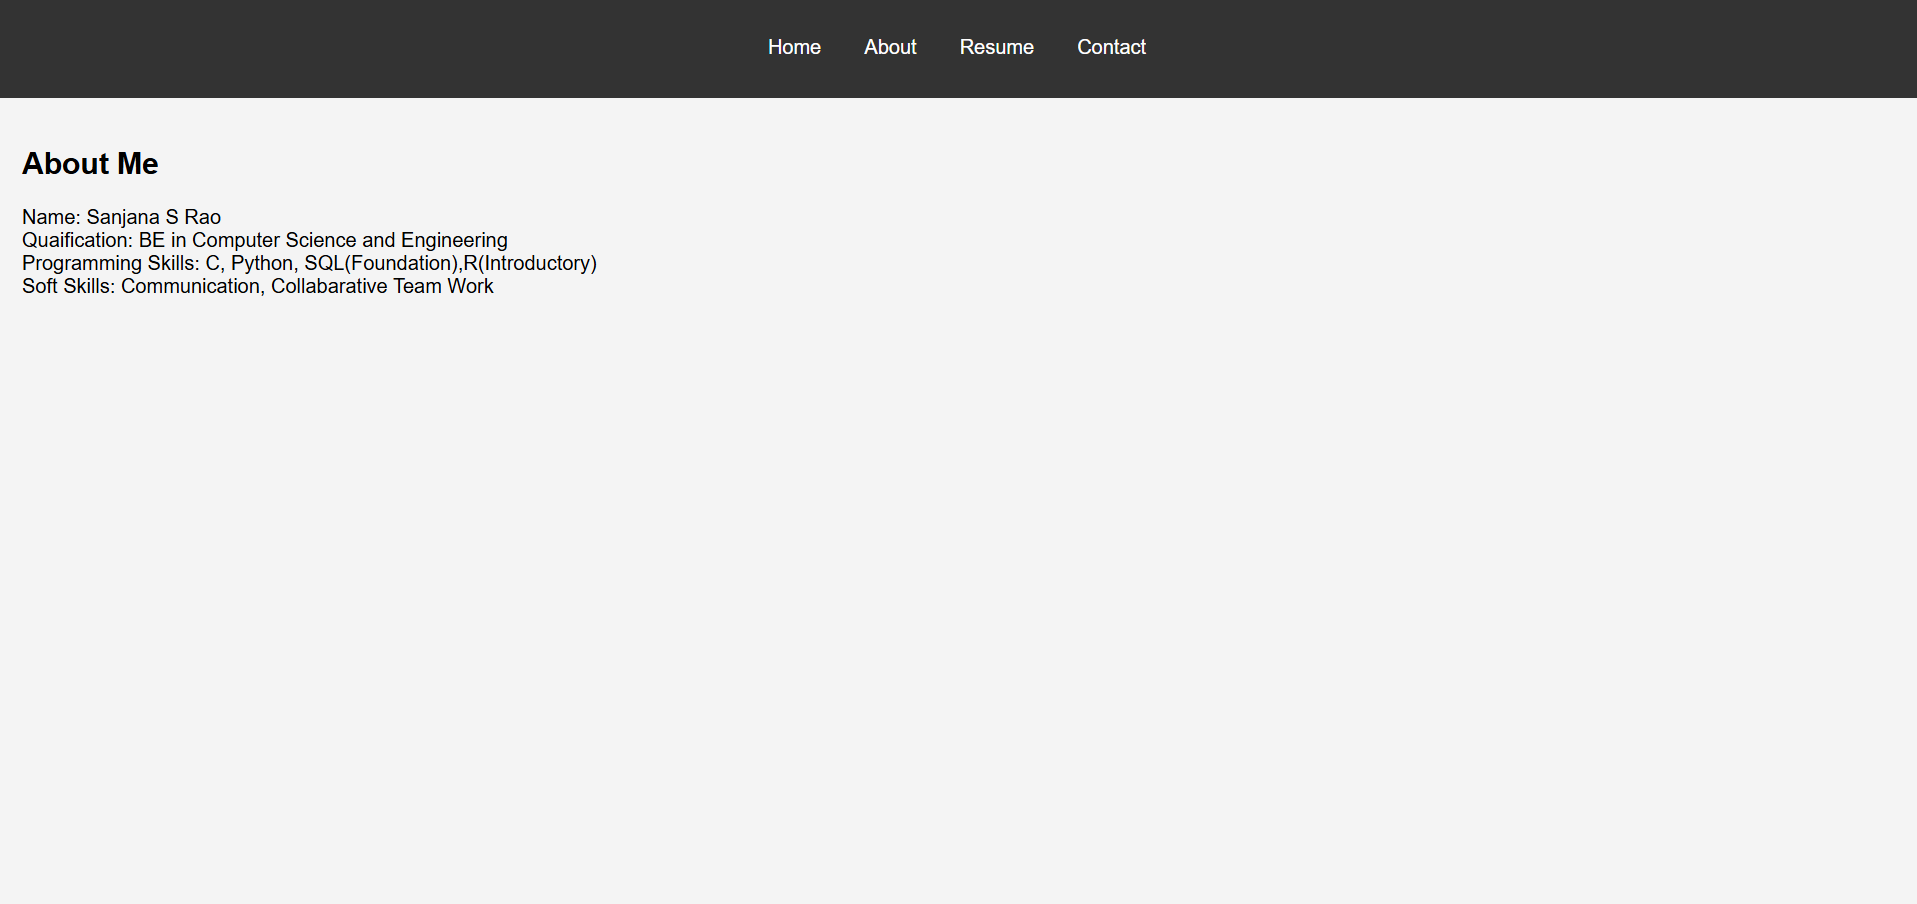 Home About Resume Contact
About Me
Name: Sanjana S Rao
Quaification: BE in Computer Science and Engineering
Programming Skills: C, Python, SQL(Foundation),R(Introductory)
Soft Skills: Communication, Collabarative Team Work